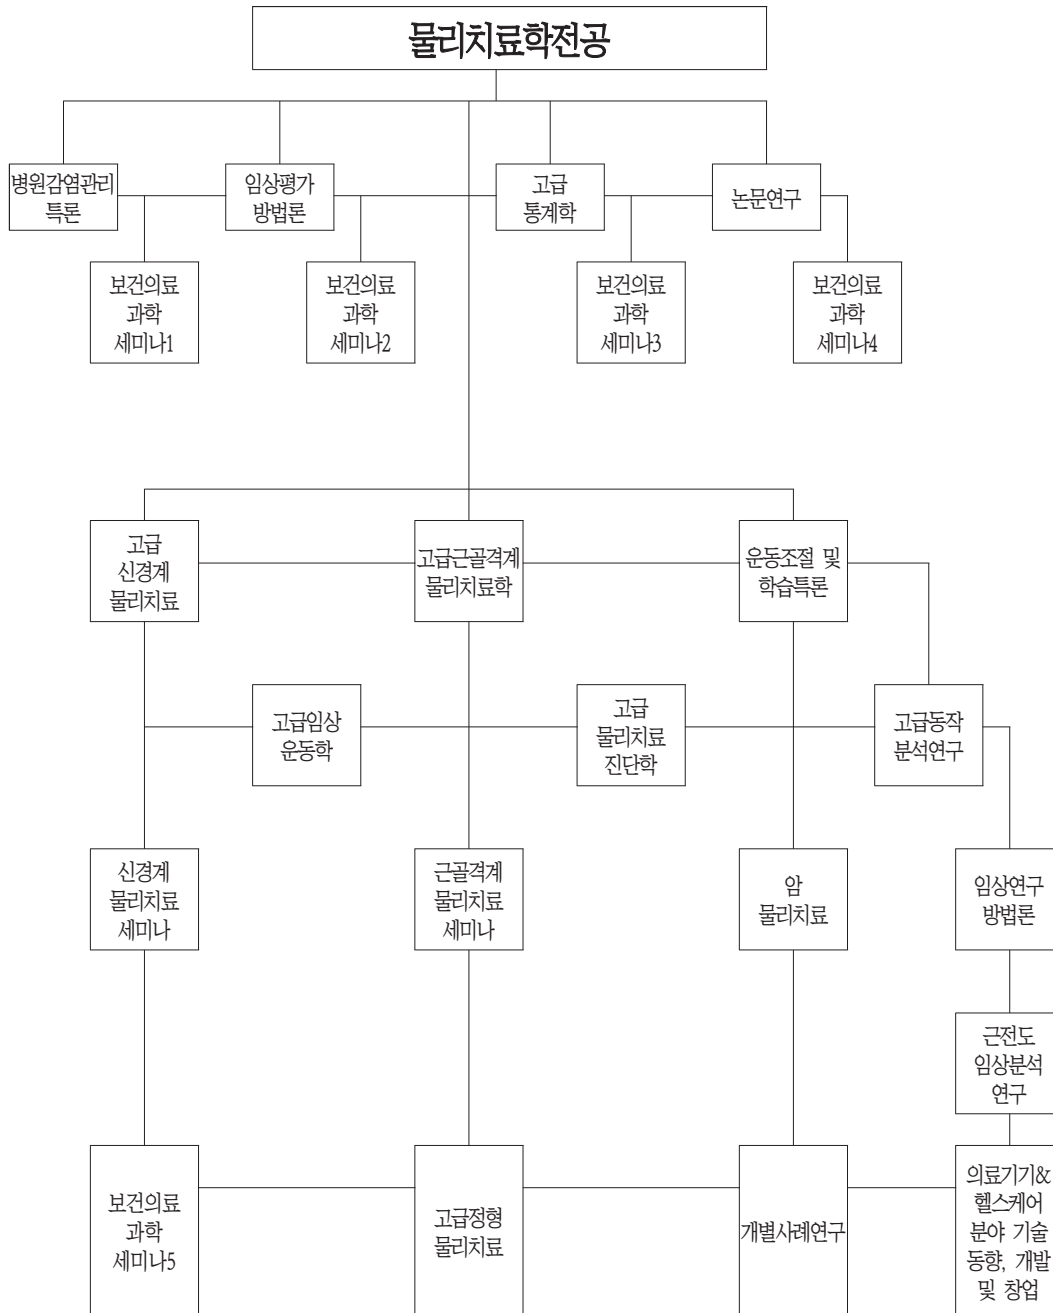 물리치료학전공
병원감염관리
특론
임상평가
방법론
고급
통계학
논문연구
보건의료
과학
세미나1
보건의료
과학
세미나2
보건의료
과학
세미나3
보건의료
과학
세미나4
고급
신경계
물리치료
고급근골격계
물리치료학
운동조절 및
학습특론
고급임상
운동학
고급
물리치료
진단학
고급동작
분석연구
신경계
물리치료
세미나
근골격계
물리치료
세미나
암
물리치료
임상연구
방법론
근전도
임상분석
연구
보건의료
과학
세미나5
고급정형
물리치료
개별사례연구
의료기기&
헬스케어
분야 기술
동향, 개발
및 창업